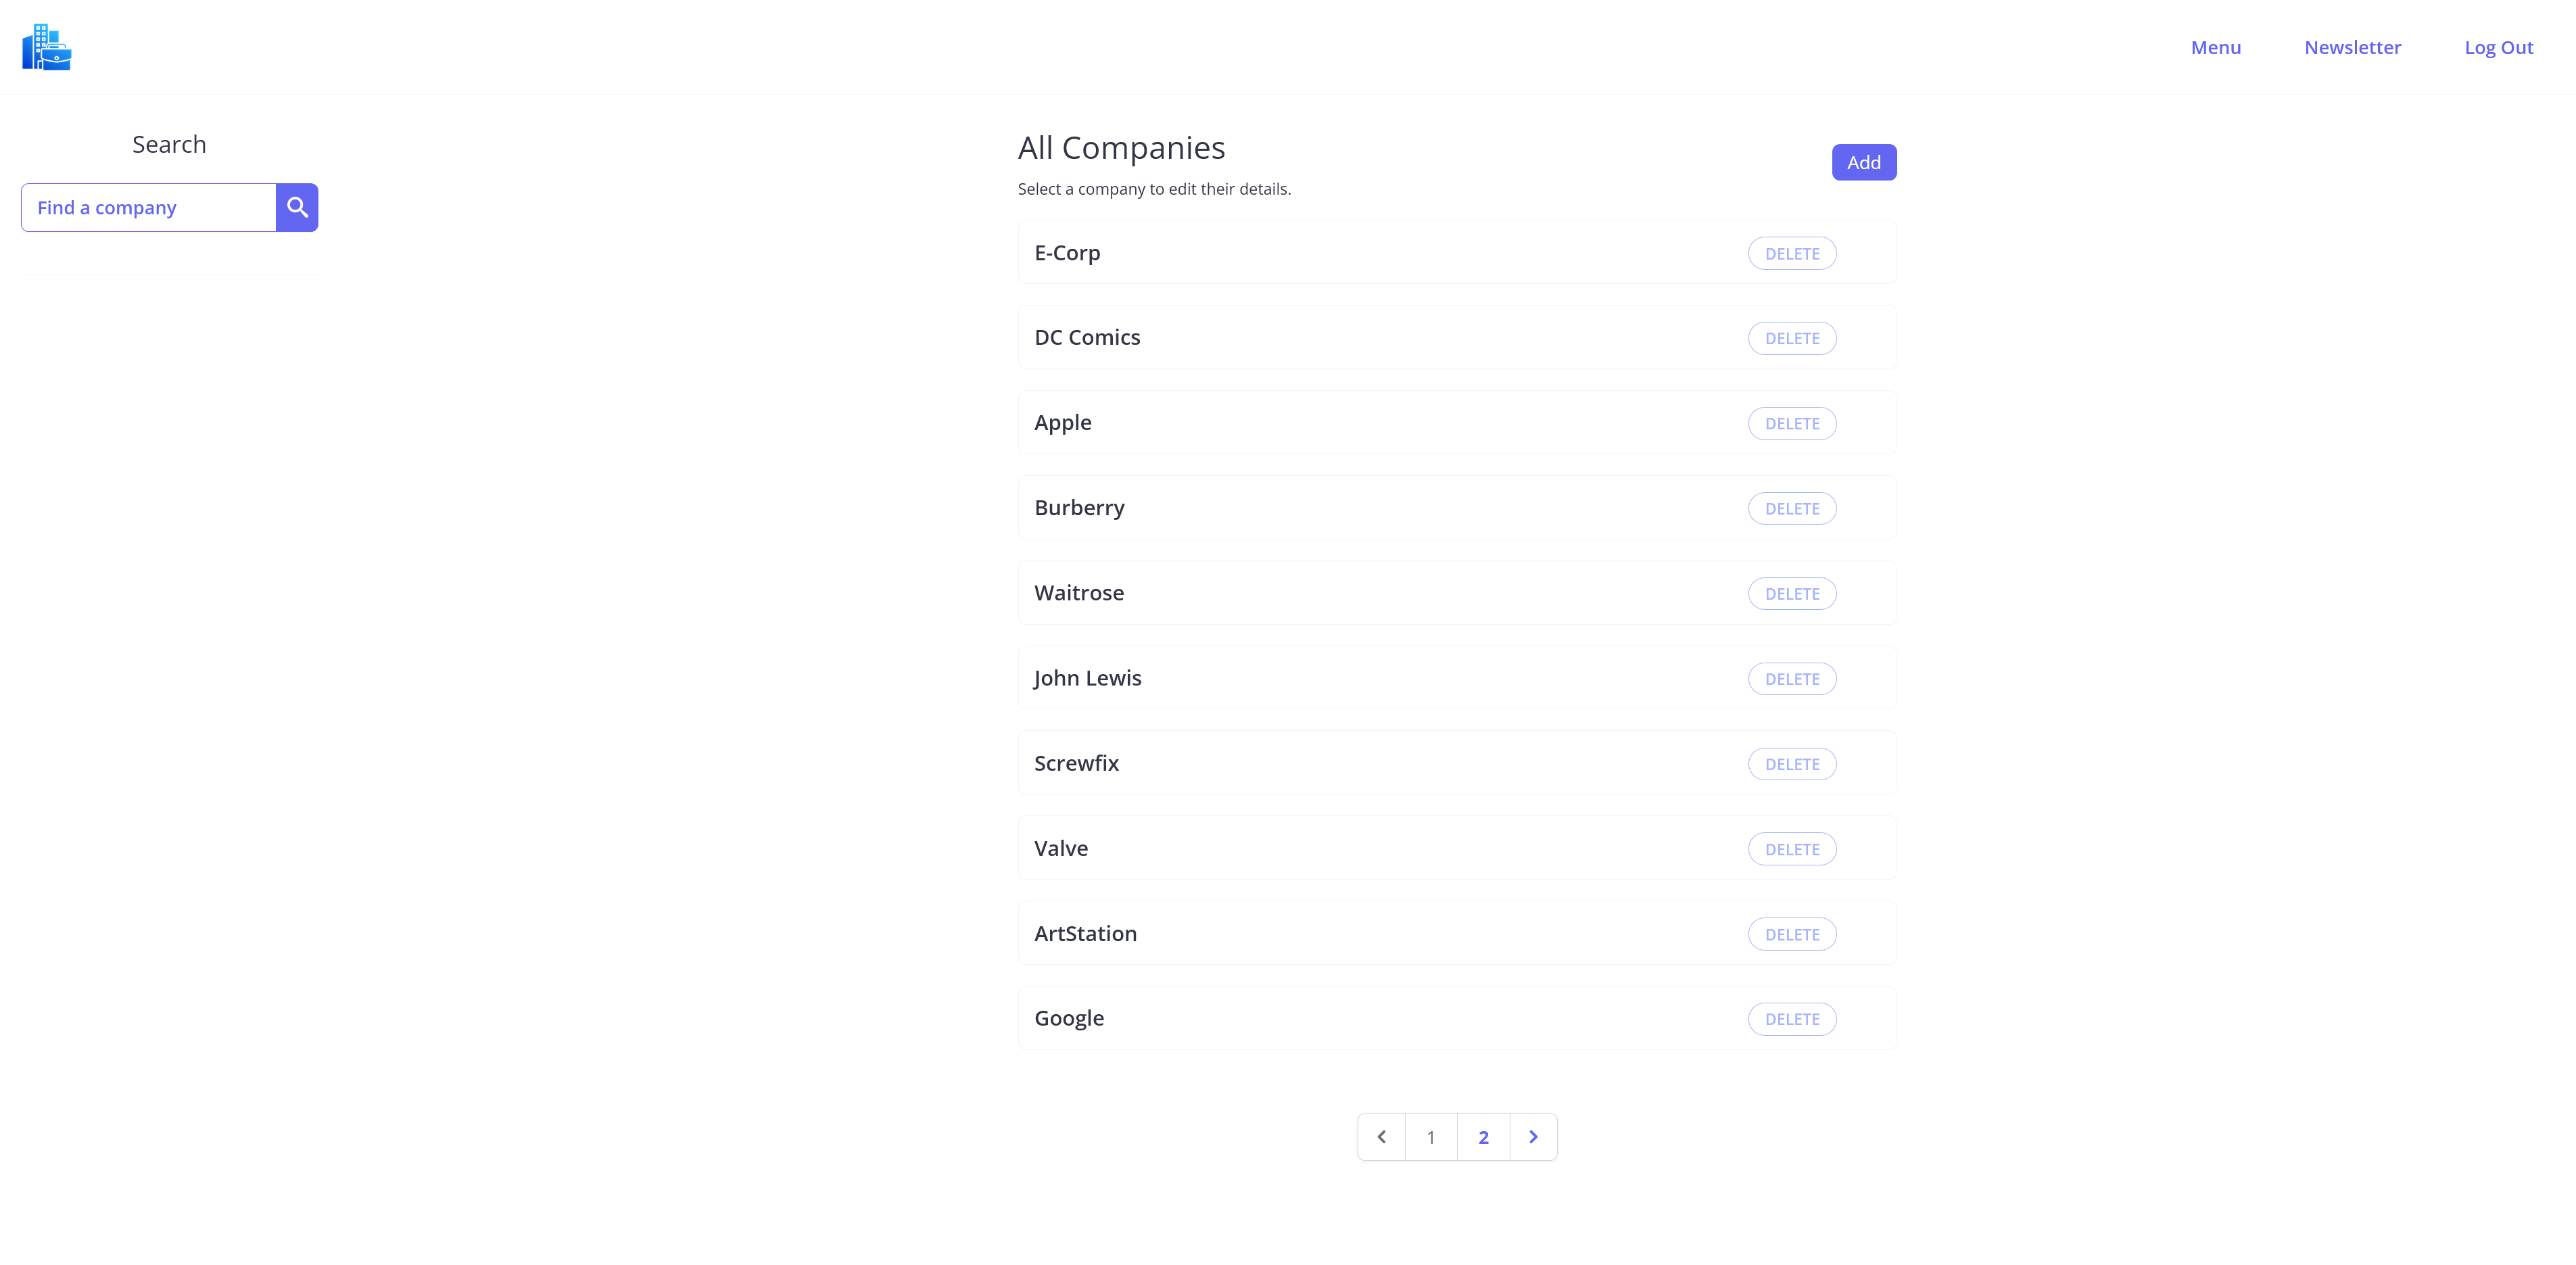 Menu Newsletter Log Out
Search
Find a company
All Companies
Add
Select a company to edit their details.
E-Corp DELETE
DC Comics DELETE
Apple DELETE
Burberry DELETE
Waitrose DELETE
John Lewis DELETE
Screwfix DELETE
Valve DELETE
ArtStation DELETE
Google DELETE
1 2